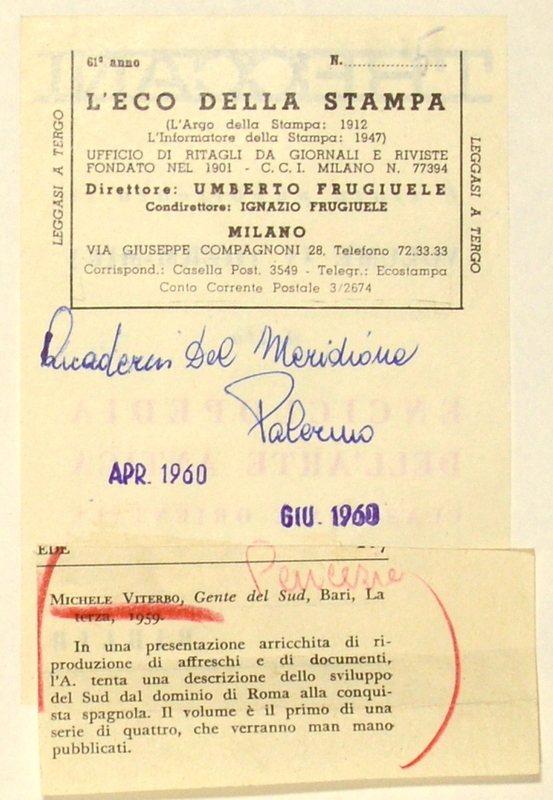 61ª anno N.
L'ECO DELLA STAMPA
(L'Argo della Stampa: 1912
L'Informatore della Stampa: 1947)
UFFICIO DI RITAGLI DA GIORNALI E RIVISTE
FONDATO NEL 1901 - C.C.I. MILANO N. 77394
Direttore: UMBERTO FRUGIUELE
Condirettore: IGNAZIO FRUGIUELE
MILANO
VIA GIUSEPPE COMPAGNONI 28, Telefono 72.33.33
Corrispond.: Casella Post. 3549 - Telegr.: Ecostampa
Conto Corrente Postale 3/2674
LEGGASI A TERGO
LEGGASI A TERGO
Quaderni Del Meridione
Palermo
APR. 1960
GIU. 1960
Peucezia
MICHELE VITERBO, Gente del Sud, Bari, La
terza, 1959.
In una presentazione arricchita di ri-
produzione di affreschi e di documenti,
l'A. tenta una descrizione dello sviluppo
del Sud dal dominio di Roma alla conqui-
sta spagnola. Il volume è il primo di una
serie di quattro, che verranno man mano
pubblicati.